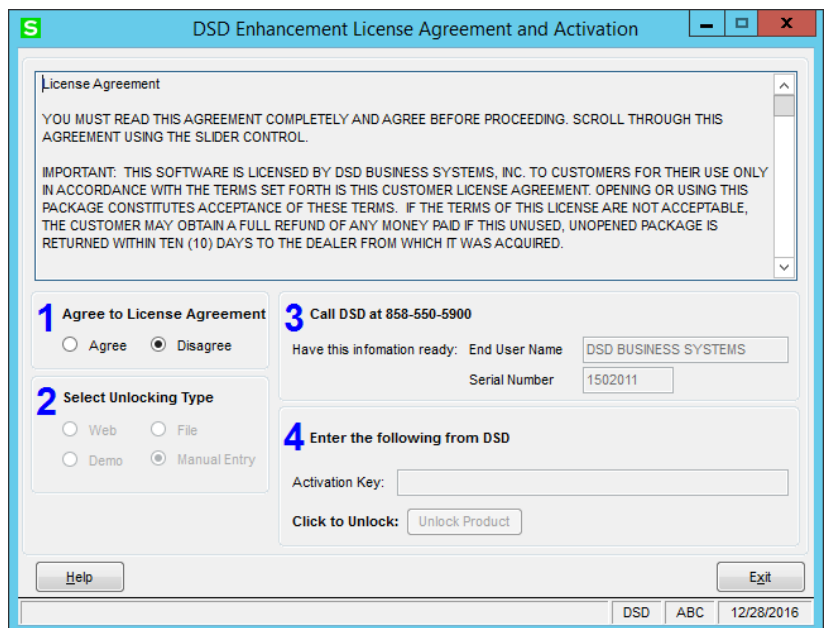 S
DSD Enhancement License Agreement and Activation
License Agreement
YOU MUST READ THIS AGREEMENT COMPLETELY AND AGREE BEFORE PROCEEDING. SCROLL THROUGH THIS
AGREEMENT USING THE SLIDER CONTROL.
IMPORTANT: THIS SOFTWARE IS LICENSED BY DSD BUSINESS SYSTEMS, INC. TO CUSTOMERS FOR THEIR USE ONLY
IN ACCORDANCE WITH THE TERMS SET FORTH IS THIS CUSTOMER LICENSE AGREEMENT. OPENING OR USING THIS
PACKAGE CONSTITUTES ACCEPTANCE OF THESE TERMS. IF THE TERMS OF THIS LICENSE ARE NOT ACCEPTABLE,
THE CUSTOMER MAY OBTAIN A FULL REFUND OF ANY MONEY PAID IF THIS UNUSED, UNOPENED PACKAGE IS
RETURNED WITHIN TEN (10) DAYS TO THE DEALER FROM WHICH IT WAS ACQUIRED.
1 Agree to License Agreement
Agree Disagree
2 Select Unlocking Type
Web File
Demo Manual Entry
3 Call DSD at 858-550-5900
Have this infomation ready: End User Name DSD BUSINESS SYSTEMS
Serial Number 1502011
4 Enter the following from DSD
Activation Key:
Click to Unlock: Unlock Product
Help Exit
DSD ABC 12/28/2016